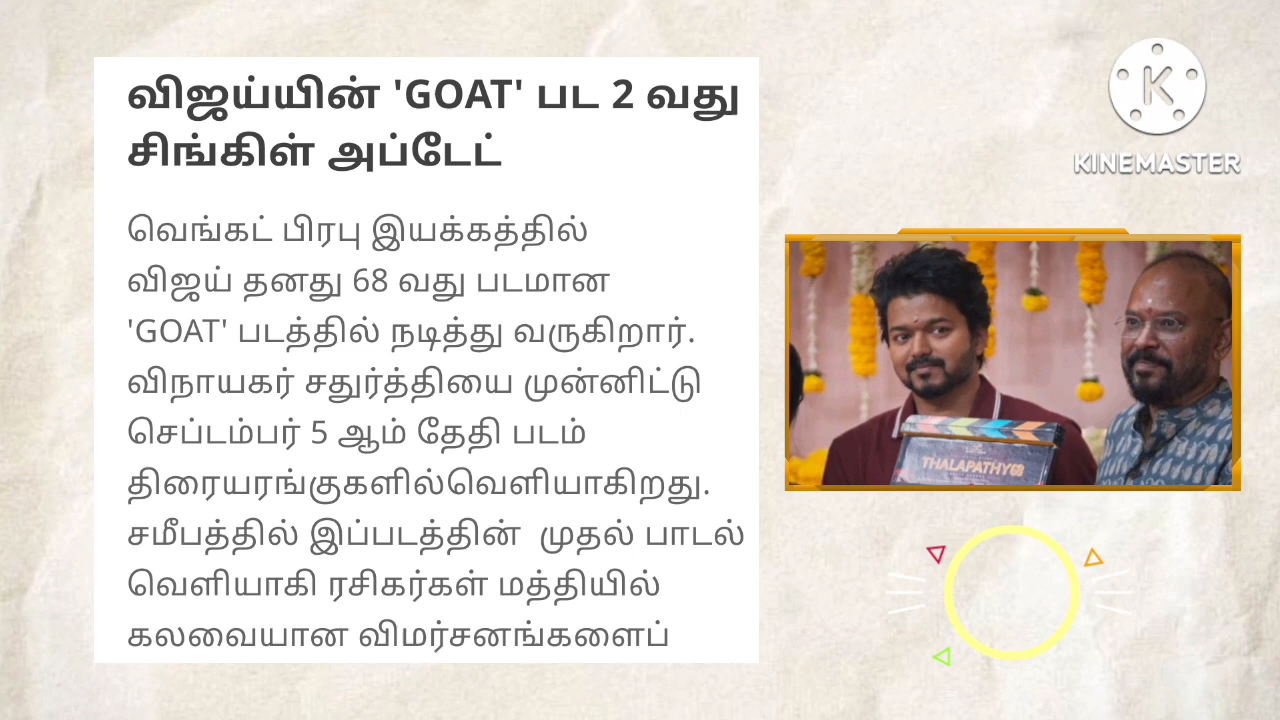 விஜய்யின் 'GOAT' பட 2 வது
சிங்கிள் அப்டேட்
வெங்கட் பிரபு இயக்கத்தில்
விஜய் தனது 68 வது படமான
'GOAT' படத்தில் நடித்து வருகிறார்.
விநாயகர் சதுர்த்தியை முன்னிட்டு
செப்டம்பர் 5 ஆம் தேதி படம்
திரையரங்குகளில்வெளியாகிறது.
சமீபத்தில் இப்படத்தின்  முதல் பாடல்
வெளியாகி ரசிகர்கள் மத்தியில்
கலவையான விமர்சனங்களைப்
K
KINEMASTER
THALAPATHY68